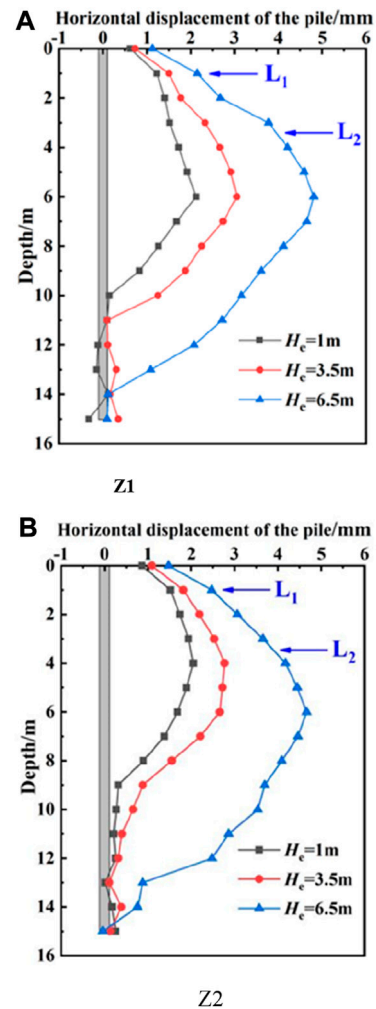 A
Horizontal displacement of the pile/mm
-1 0 1 2 3 4 5 6
0
L1
2
L2
4
6
Depth/m
8
10
12
He=1m
He=3.5m
14
He=6.5m
16
Z1
B
Horizontal displacement of the pile/mm
-1 0 1 2 3 4 5 6
0
L1
2
L2
4
6
Depth/m
8
10
12
He=1m
He=3.5m
14
He=6.5m
16
Z2